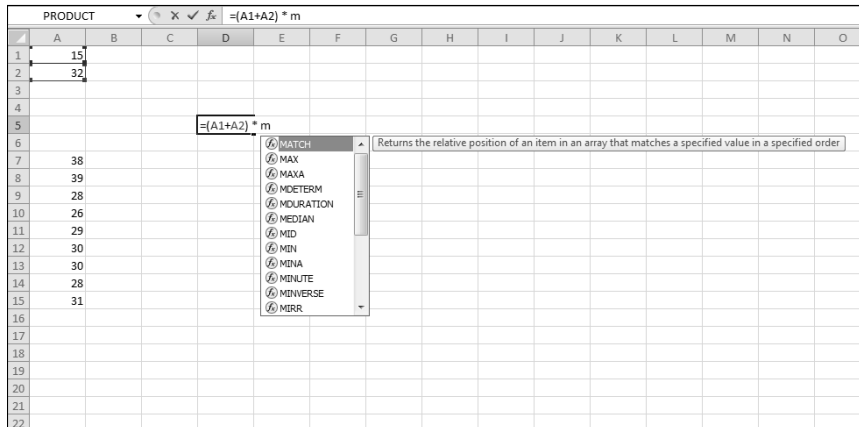 PRODUCT =(A1+A2) * m
A B C D E F G H I J K L M N O
1 15
2 32
3
4
5 =(A1+A2) * m
6 MATCH Returns the relative position of an item in an array that matches a specified value in a specified order
7 38 MAX
8 39 MAXA
9 28 MDETERM
MDURATION
10 26 MEDIAN
11 29 MID
12 30 MIN
13 30 MINA
14 28 MINUTE
15 31 MINVERSE
MIRR
16
17
18
19
20
21
22